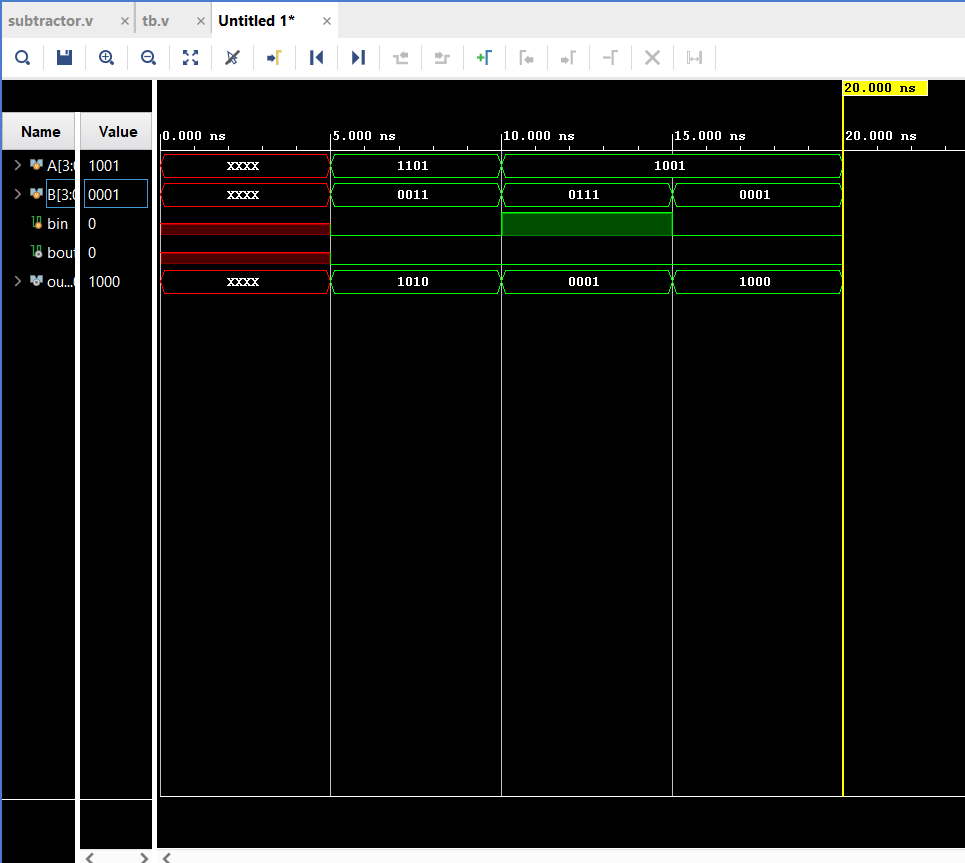 subtractor.v × tb.v × Untitled 1* ×
20.000 ns
Name Value 0.000 ns 5.000 ns 10.000 ns 15.000 ns 20.000 ns
> A[3:0 1001 XXXX 1101 1001
> B[3:0 0001 XXXX 0011 0111 0001
bin 0
bout 0
> ou...0 1000 XXXX 1010 0001 1000